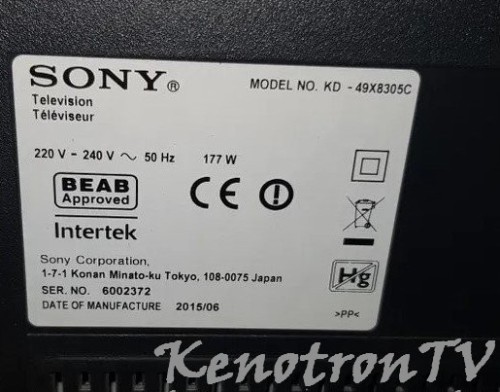 SONY®
MODEL NO. KD - 49X8305C
Television
Téléviseur
220 V - 240 V ~ 50 Hz 177 W
BEAB
Approved
Intertek
CE
Sony Corporation,
1-7-1 Konan Minato-ku Tokyo, 108-0075 Japan
SER. NO. 6002372
DATE OF MANUFACTURE 2015/06
Hg
>PP<
KenotronTV